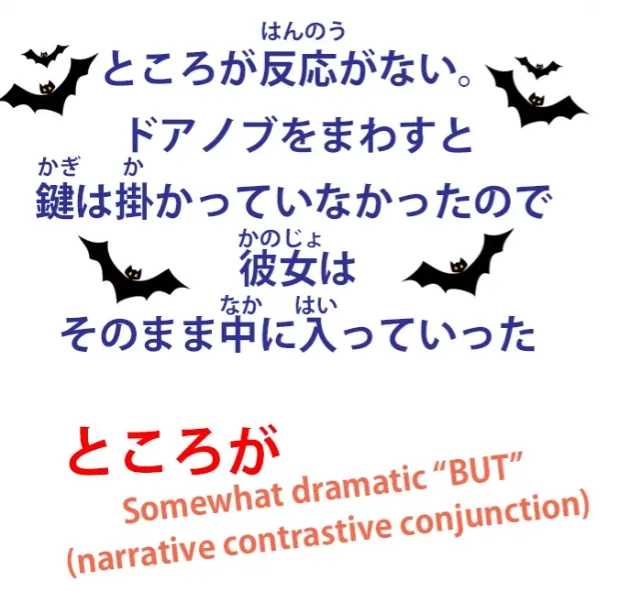 はんのう
ところが反応がない。
ドアノブをまわすと
かぎ か
鍵は掛かっていなかったので
かのじょ
彼女は
なか はい
そのまま中に入っていった
ところが
Somewhat dramatic “BUT”
(narrative contrastive conjunction)